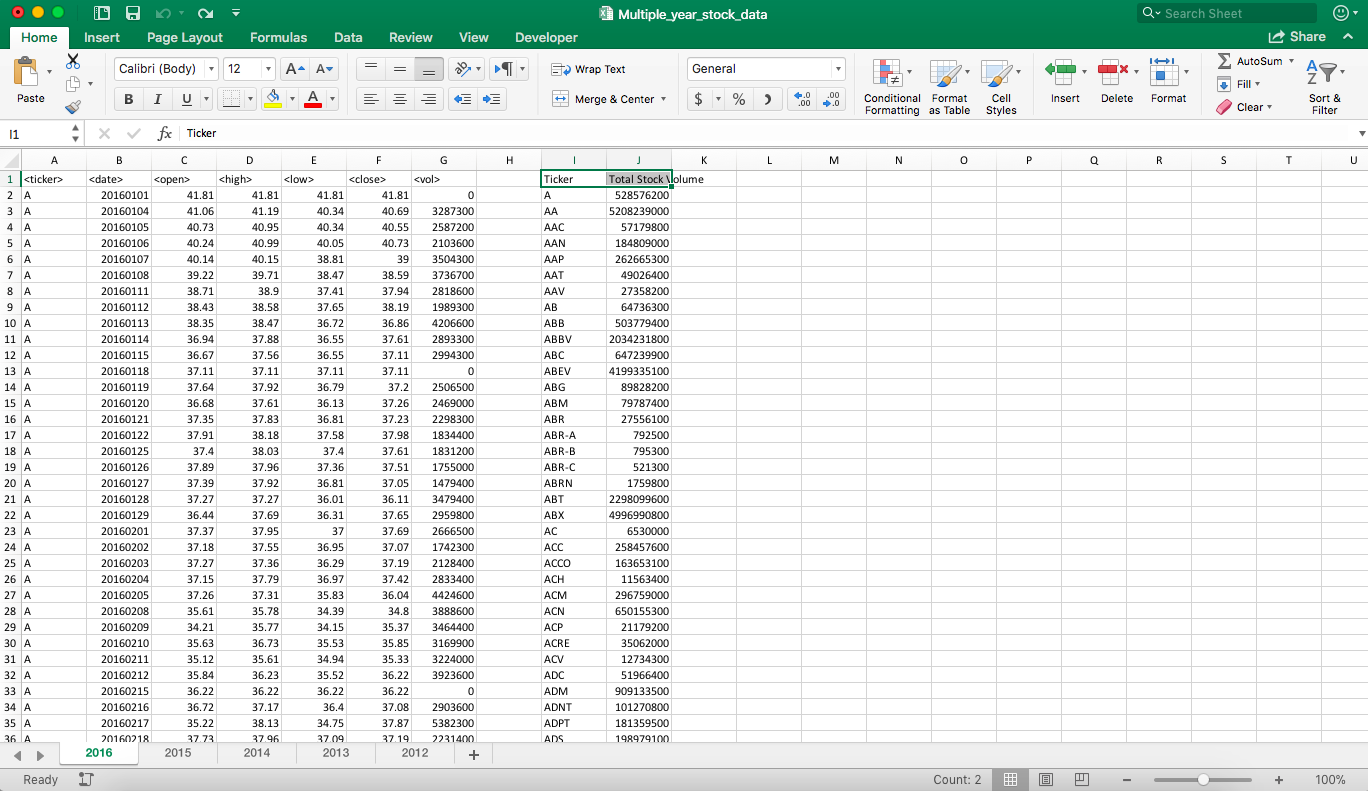 Multiple_year_stock_data
Search Sheet
Home Insert Page Layout Formulas Data Review View Developer
Share
Paste
Calibri (Body) 12 A A
B I U A
Wrap Text
Merge & Center
General
$ % .0 .00 .00 .0
Conditional Formatting
Format as Table
Cell Styles
Insert Delete Format
AutoSum
Fill
Clear
Sort & Filter
I1 fx Ticker
A B C D E F G H I J K L M N O P Q R S T U
1 <ticker> <date> <open> <high> <low> <close> <vol> Ticker Total Stock Volume
2 A 20160101 41.81 41.81 41.81 41.81 0 A 528576200
3 A 20160104 41.06 41.19 40.34 40.69 3287300 AA 5208239000
4 A 20160105 40.73 40.95 40.34 40.55 2587200 AAC 57179800
5 A 20160106 40.24 40.99 40.05 40.73 2103600 AAN 184809000
6 A 20160107 40.14 40.15 38.81 39 3504300 AAP 262665300
7 A 20160108 39.22 39.71 38.47 38.59 3736700 AAT 49026400
8 A 20160111 38.71 38.9 37.41 37.94 2818600 AAV 27358200
9 A 20160112 38.43 38.58 37.65 38.19 1989300 AB 64736300
10 A 20160113 38.35 38.47 36.72 36.86 4206600 ABB 503779400
11 A 20160114 36.94 37.88 36.55 37.61 2893300 ABBV 2034231800
12 A 20160115 36.67 37.56 36.55 37.11 2994300 ABC 647239900
13 A 20160118 37.11 37.11 37.11 37.11 0 ABEV 4199335100
14 A 20160119 37.64 37.92 36.79 37.2 2506500 ABG 89828200
15 A 20160120 36.68 37.61 36.13 37.26 2469000 ABM 79787400
16 A 20160121 37.35 37.83 36.81 37.23 2298300 ABR 27556100
17 A 20160122 37.91 38.18 37.58 37.98 1834400 ABR-A 792500
18 A 20160125 37.4 38.03 37.4 37.61 1831200 ABR-B 795300
19 A 20160126 37.89 37.96 37.36 37.51 1755000 ABR-C 521300
20 A 20160127 37.39 37.92 36.81 37.05 1479400 ABRN 1759800
21 A 20160128 37.27 37.27 36.01 36.11 3479400 ABT 2298099600
22 A 20160129 36.44 37.69 36.31 37.65 2959800 ABX 4996990800
23 A 20160201 37.37 37.95 37 37.69 2666500 AC 6530000
24 A 20160202 37.18 37.55 36.95 37.07 1742300 ACC 258457600
25 A 20160203 37.27 37.36 36.29 37.19 2128400 ACCO 163653100
26 A 20160204 37.15 37.79 36.97 37.42 2833400 ACH 11563400
27 A 20160205 37.26 37.31 35.83 36.04 4424600 ACM 296759000
28 A 20160208 35.61 35.78 34.39 34.8 3888600 ACN 650155300
29 A 20160209 34.21 35.77 34.15 35.37 3464400 ACP 21179200
30 A 20160210 35.63 36.73 35.53 35.85 3169900 ACRE 35062000
31 A 20160211 35.12 35.61 34.94 35.33 3224000 ACV 12734300
32 A 20160212 35.84 36.23 35.52 36.22 3923600 ADC 51966400
33 A 20160215 36.22 36.22 36.22 36.22 0 ADM 909133500
34 A 20160216 36.72 37.17 36.4 37.08 2903600 ADNT 101270800
35 A 20160217 35.22 38.13 34.75 37.87 5382300 ADPT 181359500
36 A 20160218 37.73 37.96 37.09 37.19 2231400 ADS 198979100
2016 2015 2014 2013 2012 +
Ready Count: 2 100%